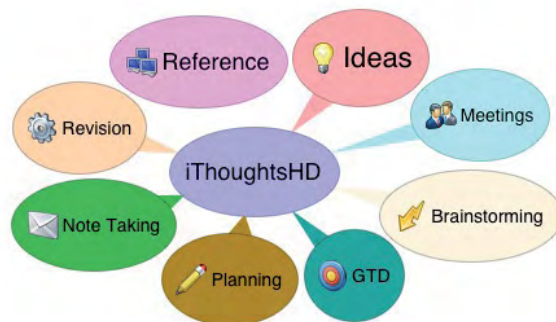 Reference
Ideas
Meetings
Revision
iThoughtsHD
Brainstorming
Note Taking
Planning
GTD